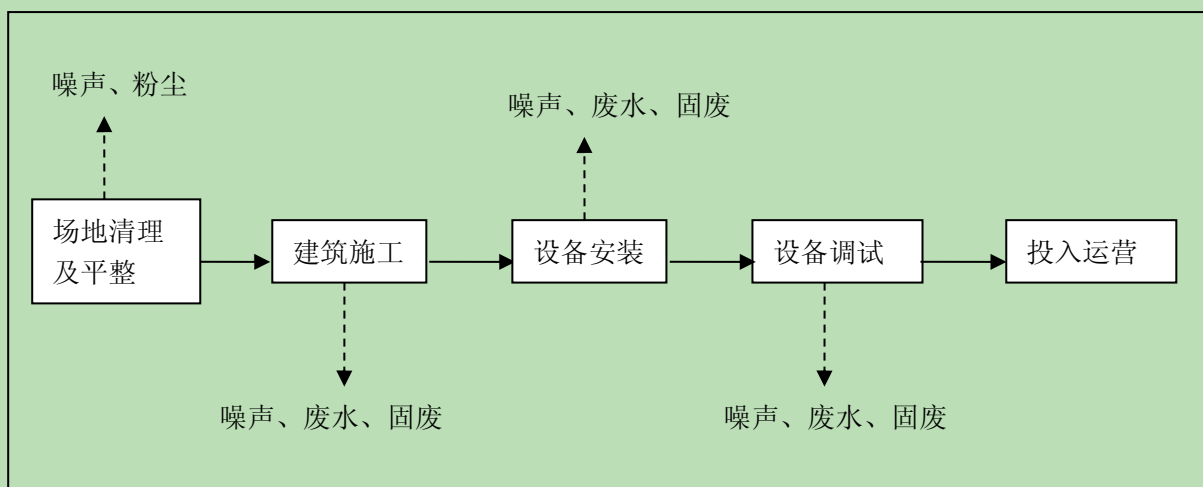 噪声、粉尘
噪声、废水、固废
场地清理
及平整
建筑施工
设备安装
设备调试
投入运营
噪声、废水、固废
噪声、废水、固废